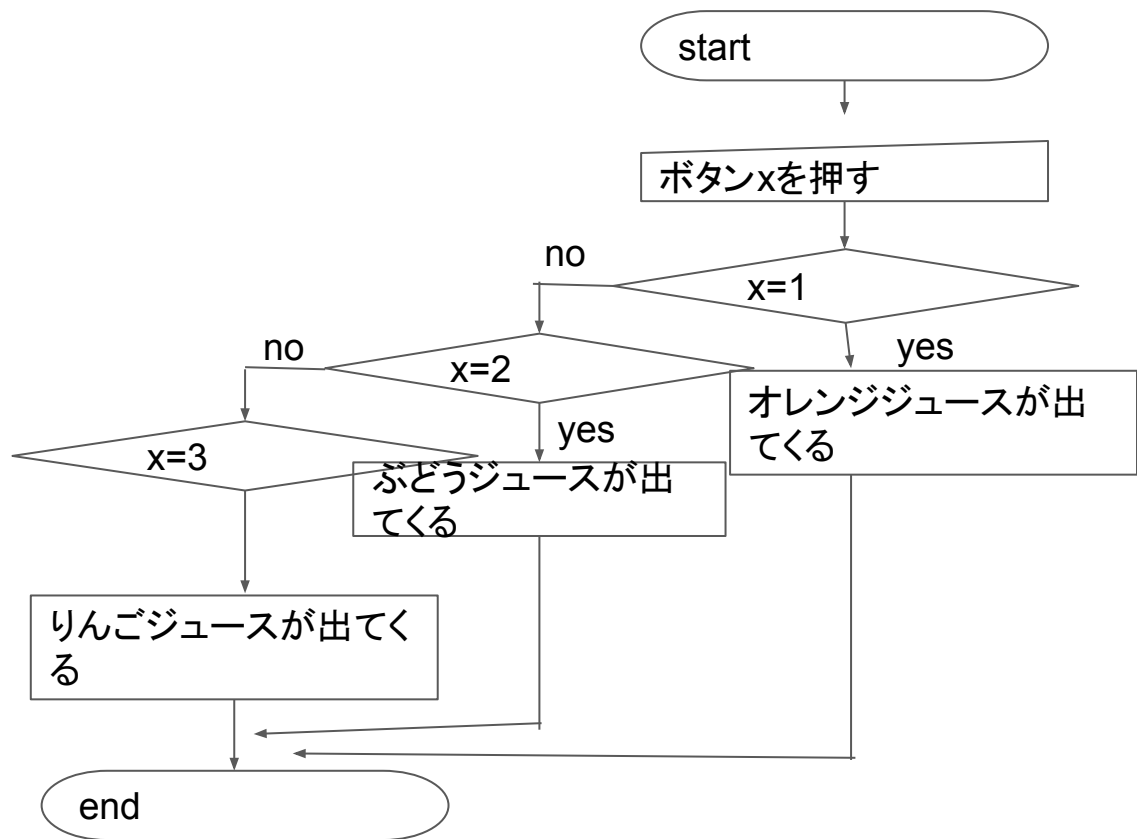 start
ボタンxを押す
no
x=1
yes
no
x=2
yes
オレンジジュースが出
てくる
x=3
ぶどうジュースが出
てくる
りんごジュースが出てく
る
end